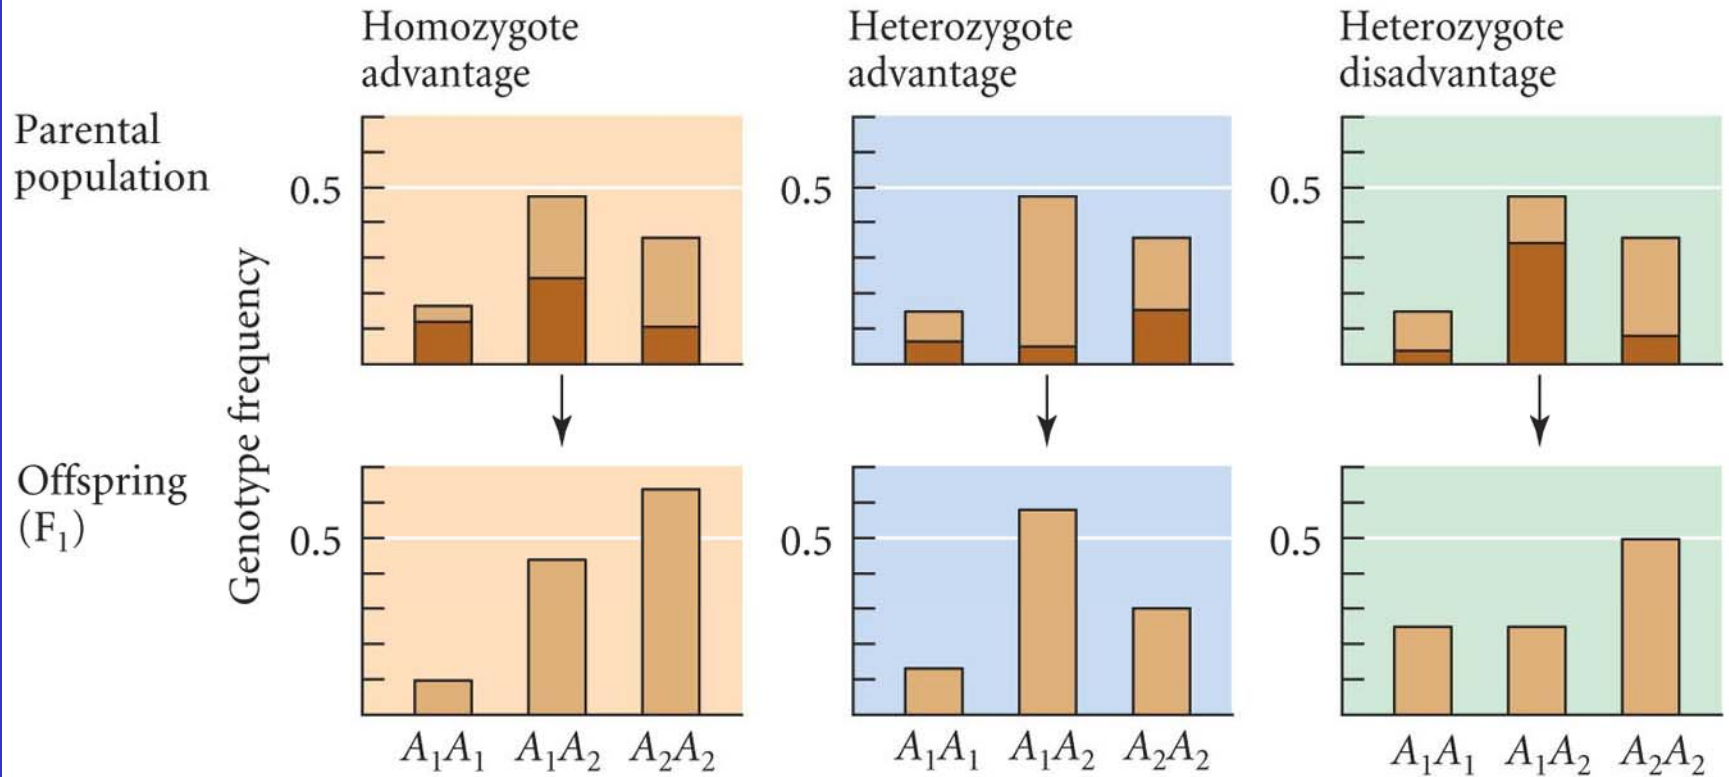 Homozygote
advantage
Heterozygote
advantage
Heterozygote
disadvantage
Parental
population
0.5
0.5
0.5
Genotype frequency
Offspring
(F₁)
0.5
0.5
0.5
A₁A₁ A₁A₂ A₂A₂
A₁A₁ A₁A₂ A₂A₂
A₁A₁ A₁A₂ A₂A₂